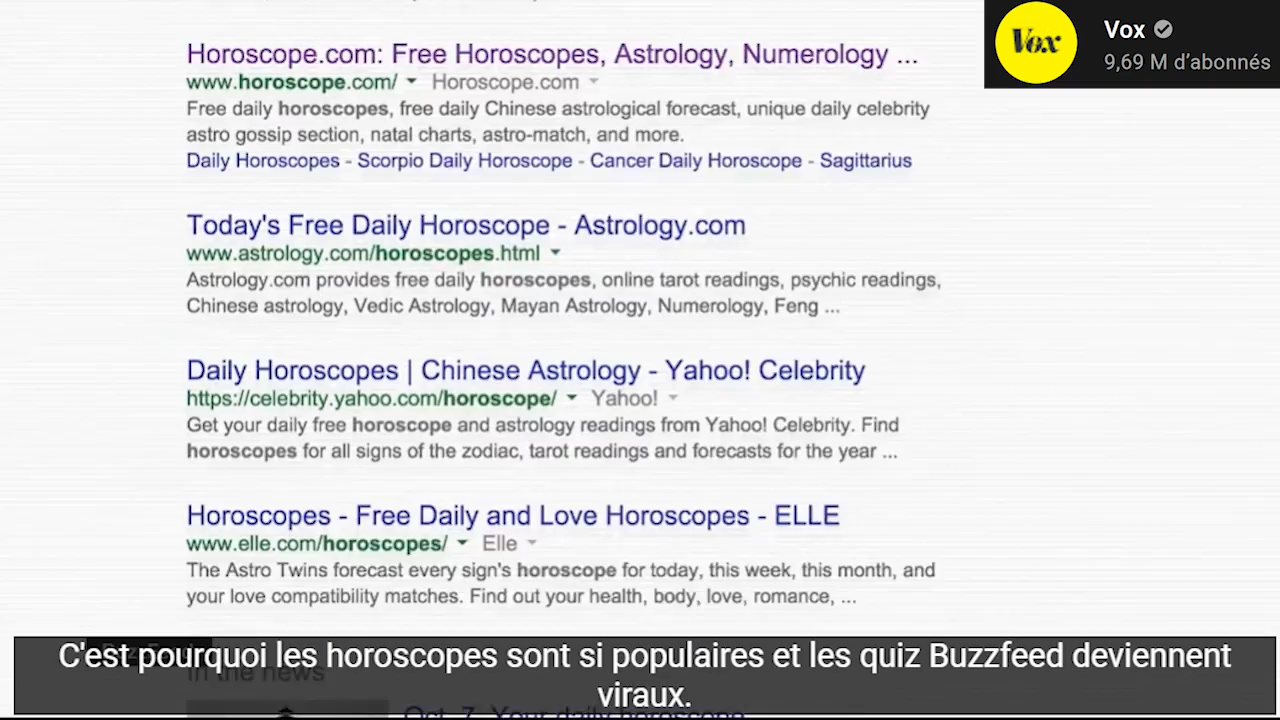 Vox
Vox
9,69 M d'abonnés
Horoscope.com: Free Horoscopes, Astrology, Numerology ...
www.horoscope.com/ Horoscope.com
Free daily horoscopes, free daily Chinese astrological forecast, unique daily celebrity
astro gossip section, natal charts, astro-match, and more.
Daily Horoscopes - Scorpio Daily Horoscope - Cancer Daily Horoscope - Sagittarius
Today's Free Daily Horoscope - Astrology.com
www.astrology.com/horoscopes.html
Astrology.com provides free daily horoscopes, online tarot readings, psychic readings,
Chinese astrology, Vedic Astrology, Mayan Astrology, Numerology, Feng ...
Daily Horoscopes | Chinese Astrology - Yahoo! Celebrity
https://celebrity.yahoo.com/horoscope/ Yahoo!
Get your daily free horoscope and astrology readings from Yahoo! Celebrity. Find
horoscopes for all signs of the zodiac, tarot readings and forecasts for the year ...
Horoscopes - Free Daily and Love Horoscopes - ELLE
www.elle.com/horoscopes/ Elle
The Astro Twins forecast every sign's horoscope for today, this week, this month, and
your love compatibility matches. Find out your health, body, love, romance, ...
C'est pourquoi les horoscopes sont si populaires et les quiz Buzzfeed deviennent
viraux.
In the news
Oct. 7. Your daily horoscope